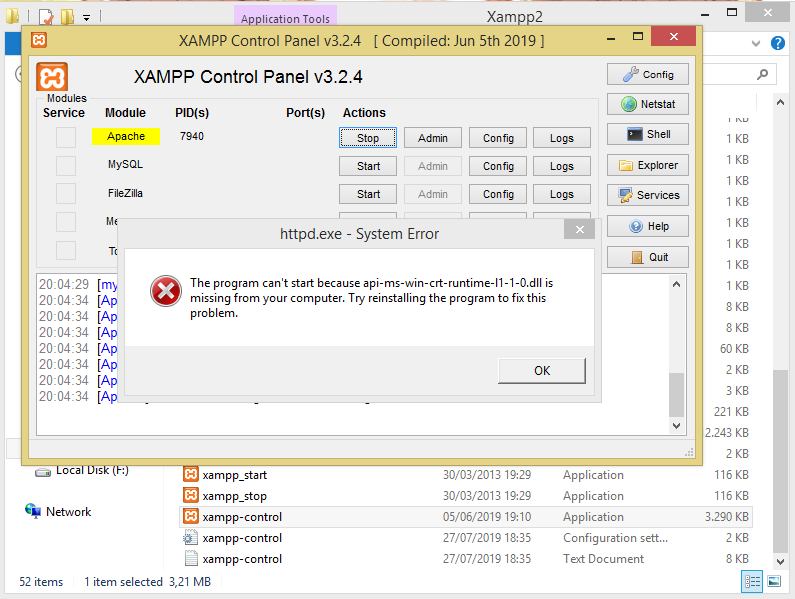 Application Tools
Xampp2
XAMPP Control Panel v3.2.4 [ Compiled: Jun 5th 2019 ]
XAMPP Control Panel v3.2.4
Config
Modules
Service Module PID(s) Port(s) Actions
Netstat
Apache 7940 Stop Admin Config Logs
Shell
MySQL Start Admin Config Logs
Explorer
FileZilla Start Admin Config Logs
Services
Help
Quit
httpd.exe - System Error
The program can't start because api-ms-win-crt-runtime-l1-1-0.dll is
missing from your computer. Try reinstalling the program to fix this
problem.
OK
20:04:29 [my
20:04:34 [Ap
20:04:34 [Ap
20:04:34 [Ap
20:04:34 [Ap
20:04:34 [Ap
20:04:34 [Ap
20:04:34 [Ap
1 KB
1 KB
1 KB
1 KB
1 KB
1 KB
1 KB
1 KB
1 KB
8 KB
8 KB
60 KB
2 KB
3 KB
221 KB
2.243 KB
2 KB
Local Disk (F:)
Network
xampp_start 30/03/2013 19:29 Application 116 KB
xampp_stop 30/03/2013 19:29 Application 116 KB
xampp-control 05/06/2019 19:10 Application 3.290 KB
xampp-control 27/07/2019 18:35 Configuration sett... 2 KB
xampp-control 27/07/2019 18:35 Text Document 8 KB
52 items 1 item selected 3,21 MB